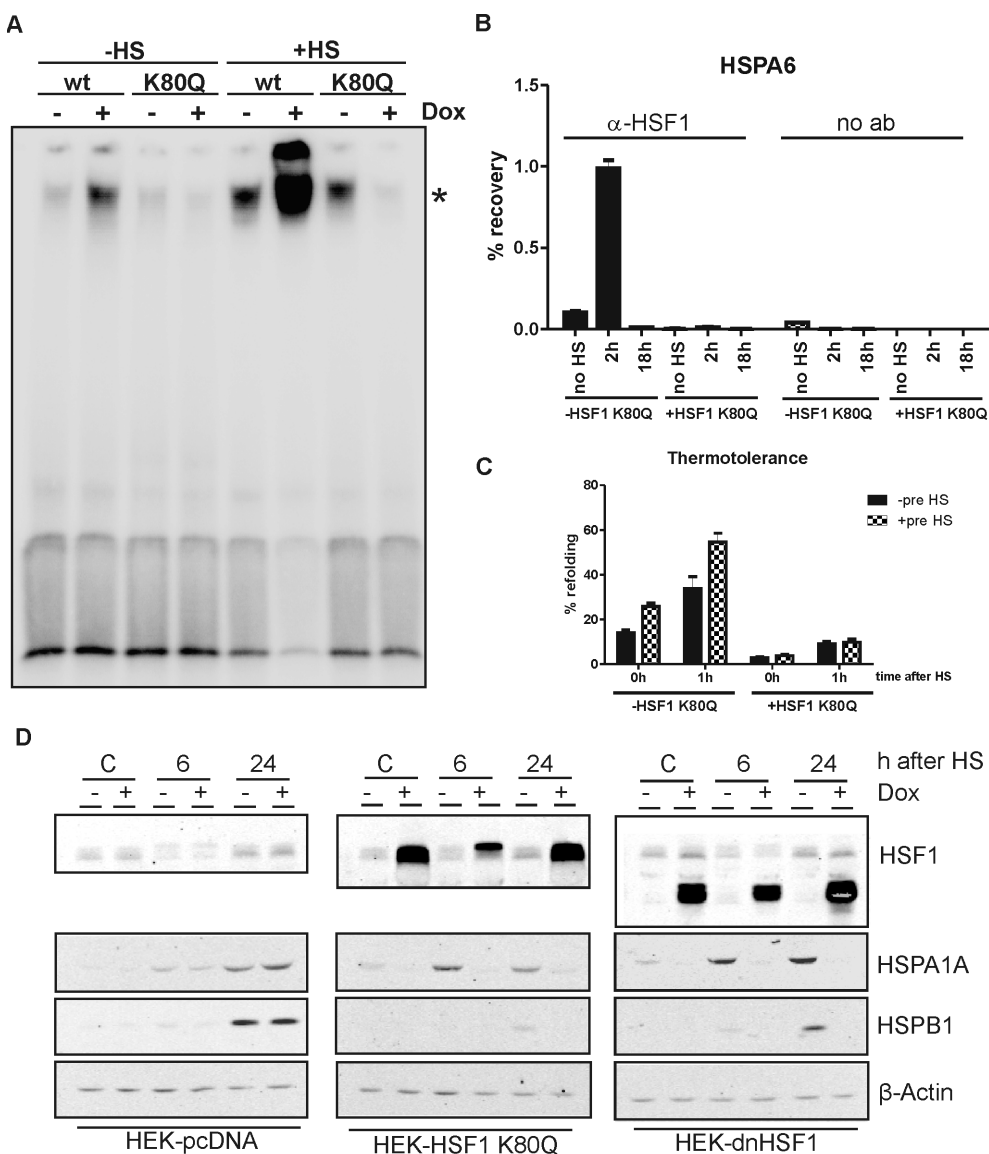 A
-HS +HS
wt K80Q wt K80Q
- + - + - + - + Dox
*
B
HSPA6
α-HSF1 no ab
% recovery
1.5
1.0
0.5
0.0
no HS 2h 18h no HS 2h 18h no HS 2h 18h no HS 2h 18h
-HSF1 K80Q +HSF1 K80Q -HSF1 K80Q +HSF1 K80Q
C
Thermotolerance
% refolding
80
60
40
20
0
-pre HS
+pre HS
0h 1h 0h 1h time after HS
-HSF1 K80Q +HSF1 K80Q
D
C 6 24 C 6 24 C 6 24 h after HS
- + - + - + - + - + - + - + - + - + Dox
HSF1
HSPA1A
HSPB1
β-Actin
HEK-pcDNA HEK-HSF1 K80Q HEK-dnHSF1